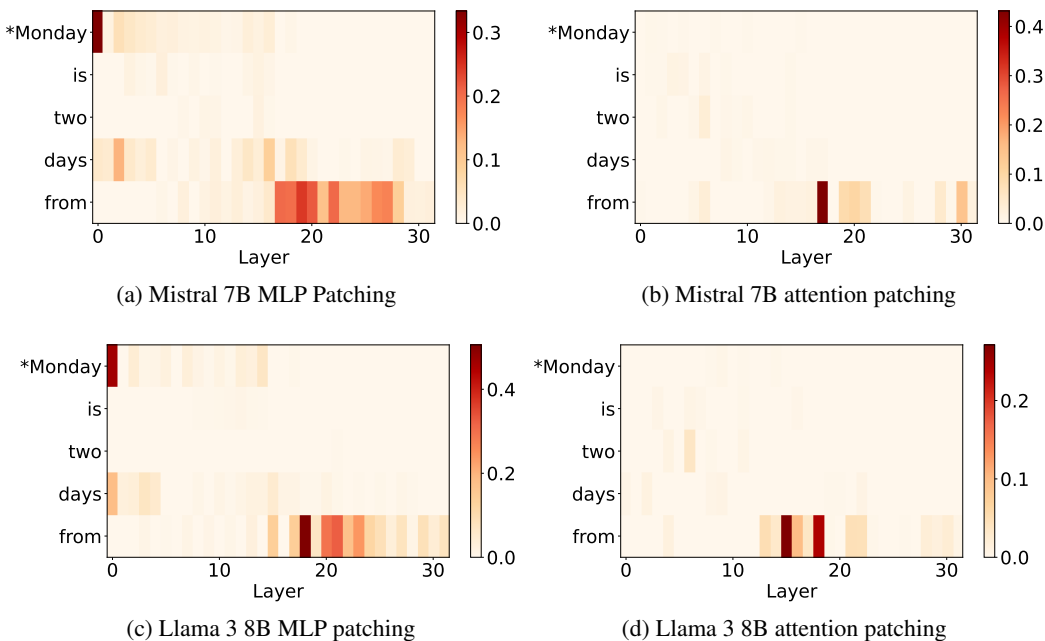 *Monday
is
two
days
from
0 10 20 30
Layer
0.3
0.2
0.1
0.0
(a) Mistral 7B MLP Patching
*Monday
is
two
days
from
0 10 20 30
Layer
0.4
0.3
0.2
0.1
0.0
(b) Mistral 7B attention patching
*Monday
is
two
days
from
0 10 20 30
Layer
0.4
0.2
0.0
(c) Llama 3 8B MLP patching
*Monday
is
two
days
from
0 10 20 30
Layer
0.2
0.1
0.0
(d) Llama 3 8B attention patching